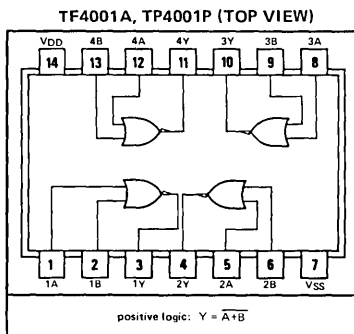 TF4001A, TP4001P (TOP VIEW)
VDD 4B 4A 4Y 3Y 3B 3A
14 13 12 11 10 9 8
1 2 3 4 5 6 7
1A 1B 1Y 2Y 2A 2B VSS
positive logic: Y = A+B